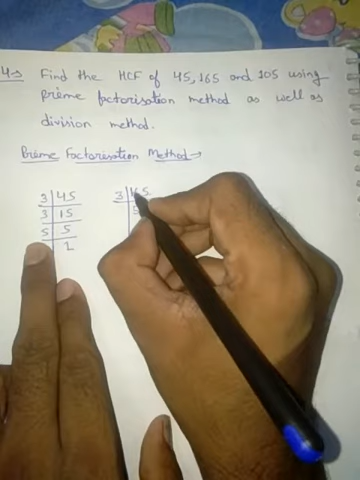 Find the HCF of 45, 165 and 105 using
Prime factorisation method as well as
division method.
Prime Factorisation Method→
3 | 45
3 | 15
5 | 5
1
3 | 165
5